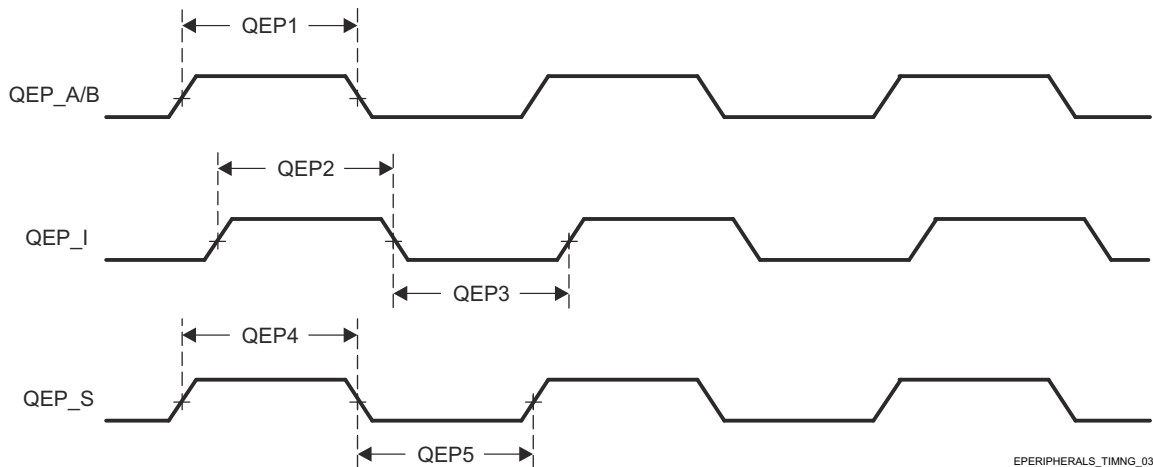 QEP1
QEP_A/B
QEP2
QEP_I
QEP3
QEP4
QEP_S
QEP5
EPERIPHERALS_TIMNG_03